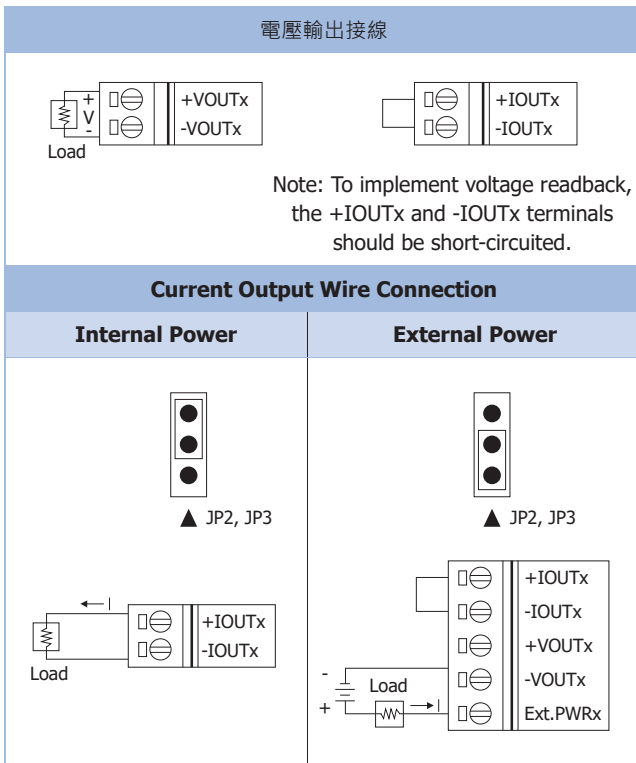 電壓輸出接線
+
V
-
Load
+VOUTx
-VOUTx
+IOUTx
-IOUTx
Note: To implement voltage readback,
the +IOUTx and -IOUTx terminals
should be short-circuited.
Current Output Wire Connection
Internal Power
External Power
▲ JP2, JP3
▲ JP2, JP3
I
Load
+IOUTx
-IOUTx
-
+
Load
I
+IOUTx
-IOUTx
+VOUTx
-VOUTx
Ext.PWRx